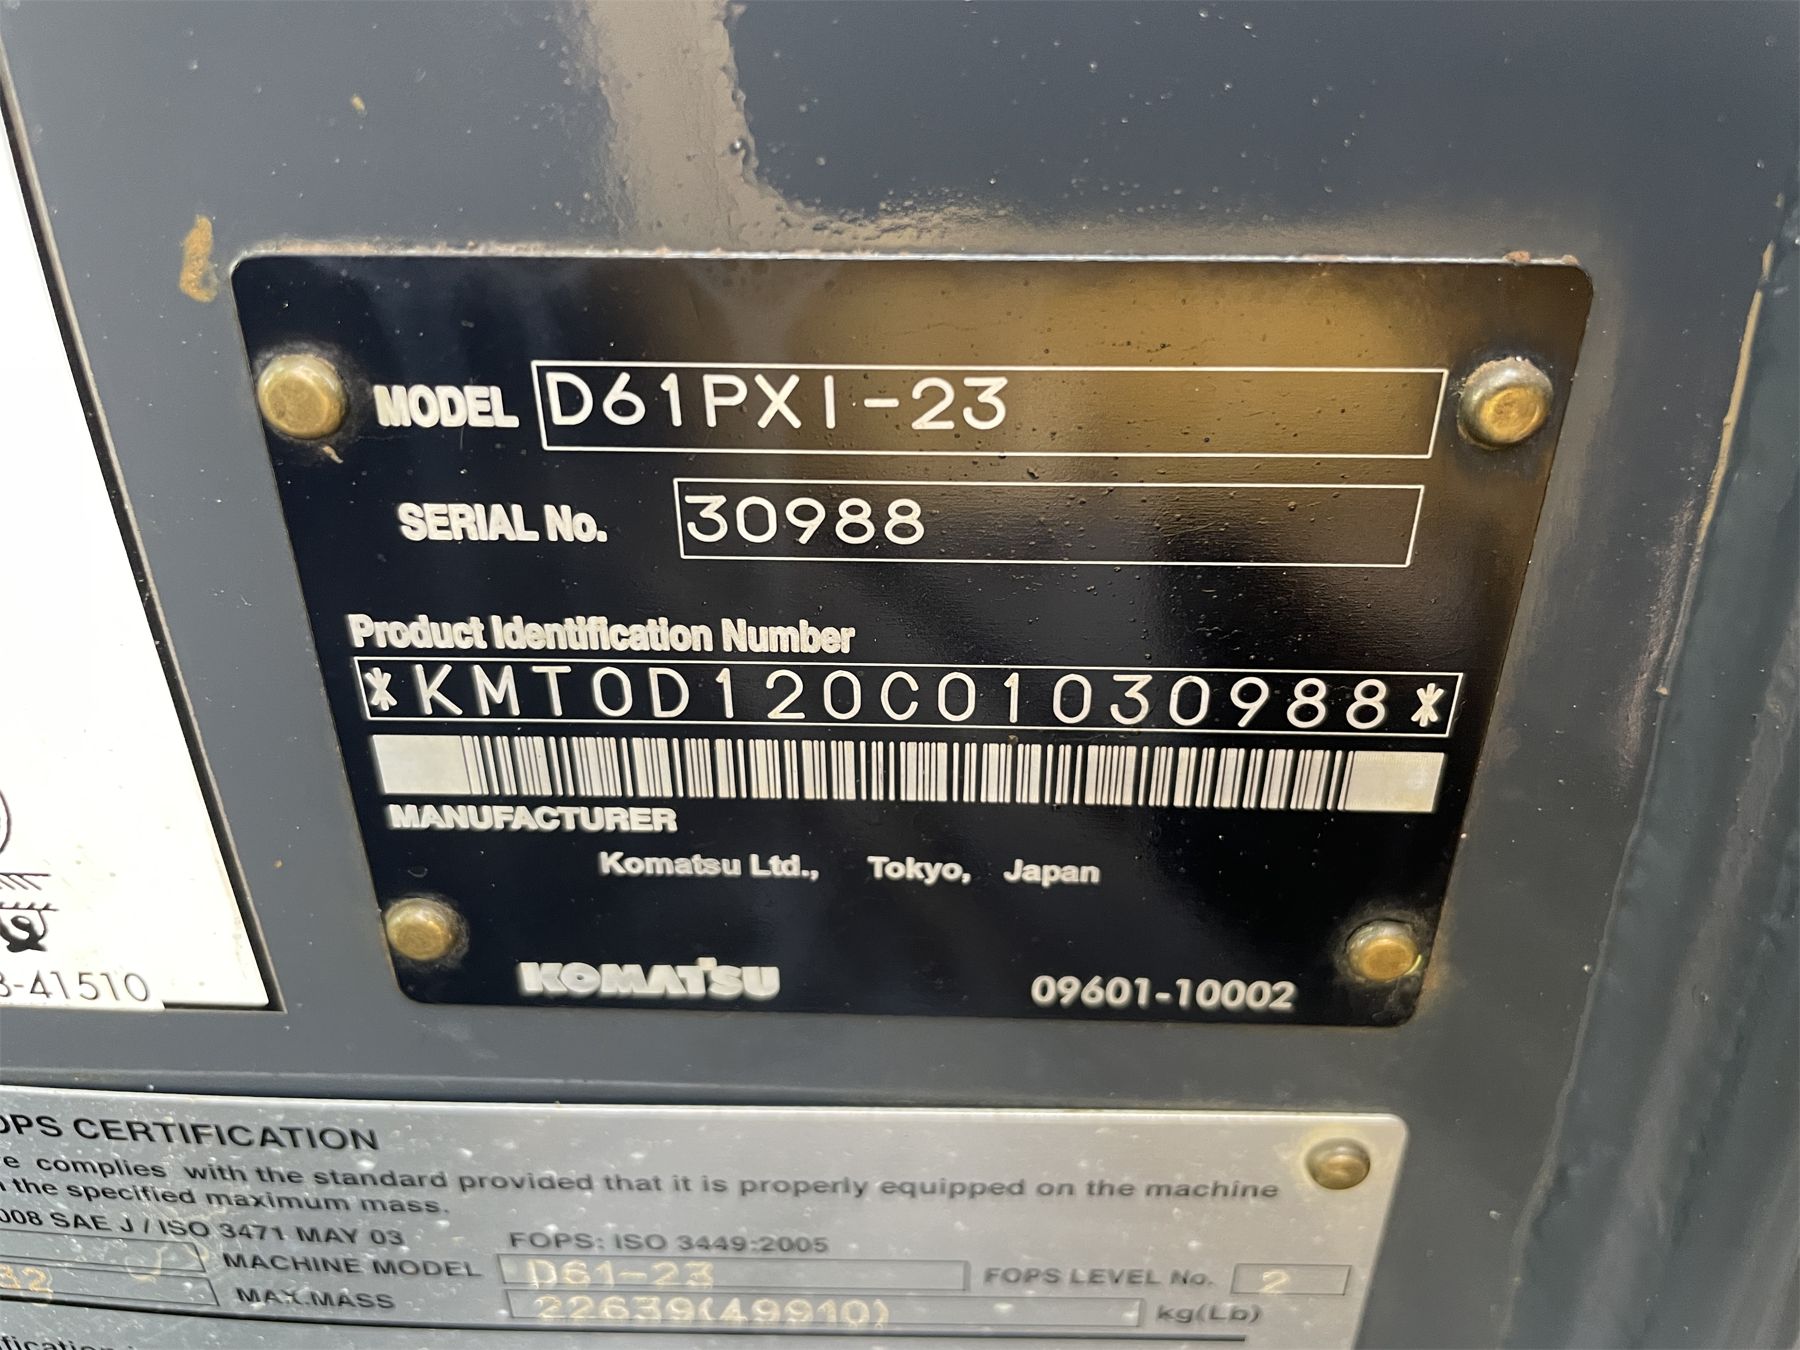 MODEL D61PXI-23
SERIAL No. 30988
Product Identification Number
*KMT0D120C01030988*
MANUFACTURER
Komatsu Ltd., Tokyo, Japan
KOMATSU 09601-10002
-41510
CERTIFICATION
complies with the standard provided that it is properly equipped on the machine
the specified maximum mass.
SAE J / ISO 3471 MAY 03 FOPS: ISO 3449:2005
MACHINE MODEL D61-23 FOPS LEVEL No. 2
32 MAX.MASS 22639(49910) kg(Lb)